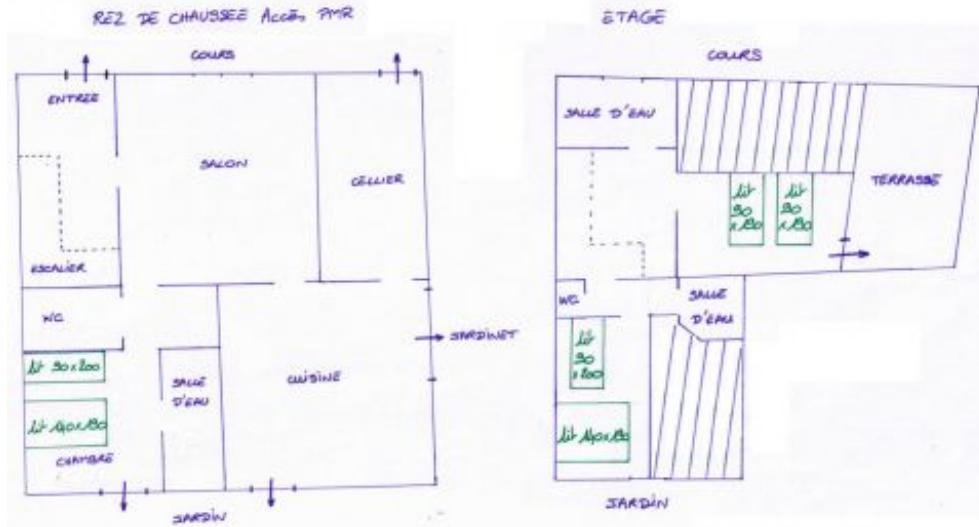 REZ DE CHAUSSEE ACCÈS PMR
COURS
ENTREE
SALON
CELLIER
ESCALIER
WC
lit 90x200
lit 140x190
CHAMBRE
SALLE
D'EAU
CUISINE
JARDINET
JARDIN
ETAGE
COURS
SALLE D'EAU
lit
90
x190
lit
90
x190
TERRASSE
WC
SALLE
D'EAU
lit
90
x200
lit 140x190
JARDIN